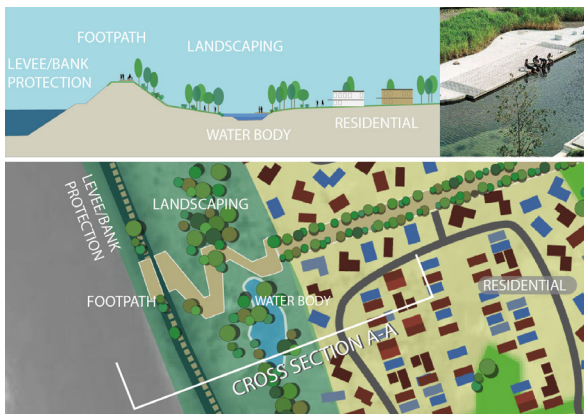 FOOTPATH
LANDSCAPING
LEVEE/BANK
PROTECTION
WATER BODY
RESIDENTIAL
LEVEE/BANK
PROTECTION
LANDSCAPING
FOOTPATH
WATER BODY
RESIDENTIAL
CROSS SECTION A-A